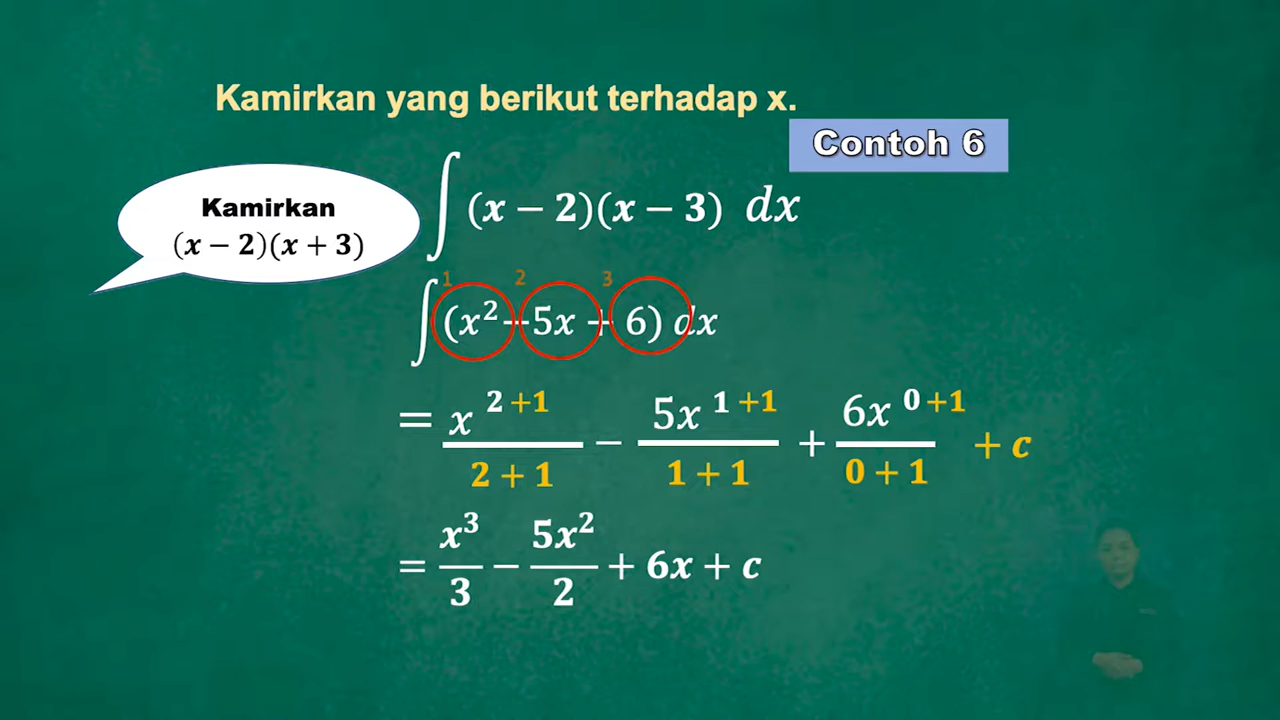 Kamirkan yang berikut terhadap x.
Contoh 6
Kamirkan
(x − 2)(x + 3)
∫ (x − 2)(x − 3) dx
1 2 3
∫ (x² − 5x + 6) dx
= x^(2+1)/(2 + 1) − 5x^(1+1)/(1 + 1) + 6x^(0+1)/(0 + 1) + c
= x³/3 − 5x²/2 + 6x + c